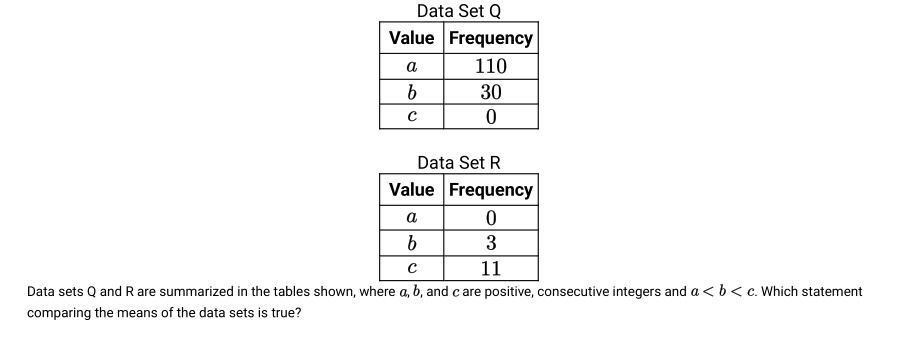 Data Set Q
Value Frequency
a 110
b 30
c 0
Data Set R
Value Frequency
a 0
b 3
c 11
Data sets Q and R are summarized in the tables shown, where a, b, and c are positive, consecutive integers and a < b < c. Which statement
comparing the means of the data sets is true?